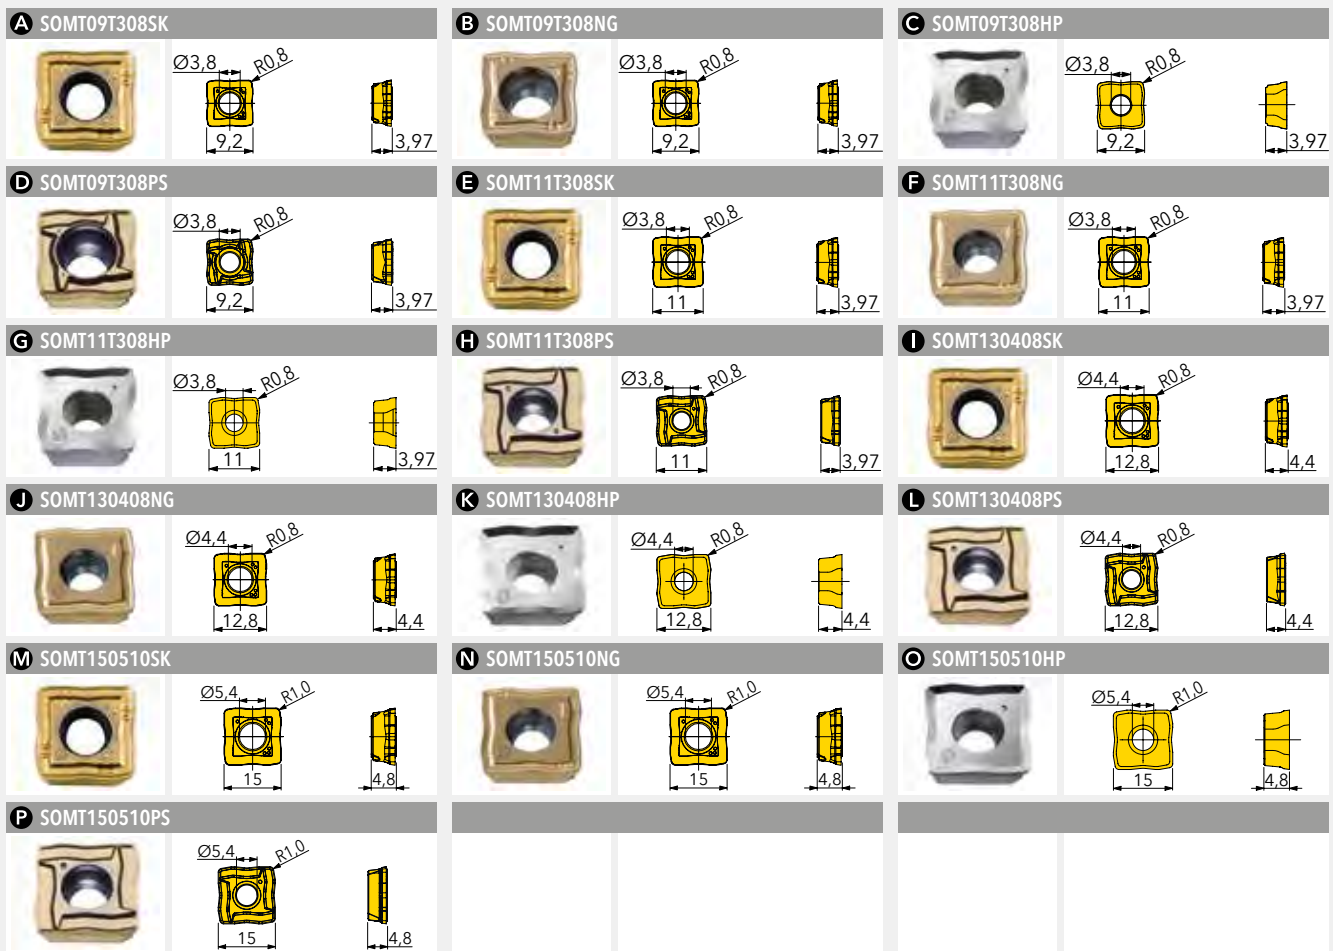 A SOMT09T308SK
Ø3,8
R0,8
9,2
3,97
B SOMT09T308NG
Ø3,8
R0,8
9,2
3,97
C SOMT09T308HP
Ø3,8
R0,8
9,2
3,97
D SOMT09T308PS
Ø3,8
R0,8
9,2
3,97
E SOMT11T308SK
Ø3,8
R0,8
11
3,97
F SOMT11T308NG
Ø3,8
R0,8
11
3,97
G SOMT11T308HP
Ø3,8
R0,8
11
3,97
H SOMT11T308PS
Ø3,8
R0,8
11
3,97
I SOMT130408SK
Ø4,4
R0,8
12,8
4,4
J SOMT130408NG
Ø4,4
R0,8
12,8
4,4
K SOMT130408HP
Ø4,4
R0,8
12,8
4,4
L SOMT130408PS
Ø4,4
R0,8
12,8
4,4
M SOMT150510SK
Ø5,4
R1,0
15
4,8
N SOMT150510NG
Ø5,4
R1,0
15
4,8
O SOMT150510HP
Ø5,4
R1,0
15
4,8
P SOMT150510PS
Ø5,4
R1,0
15
4,8